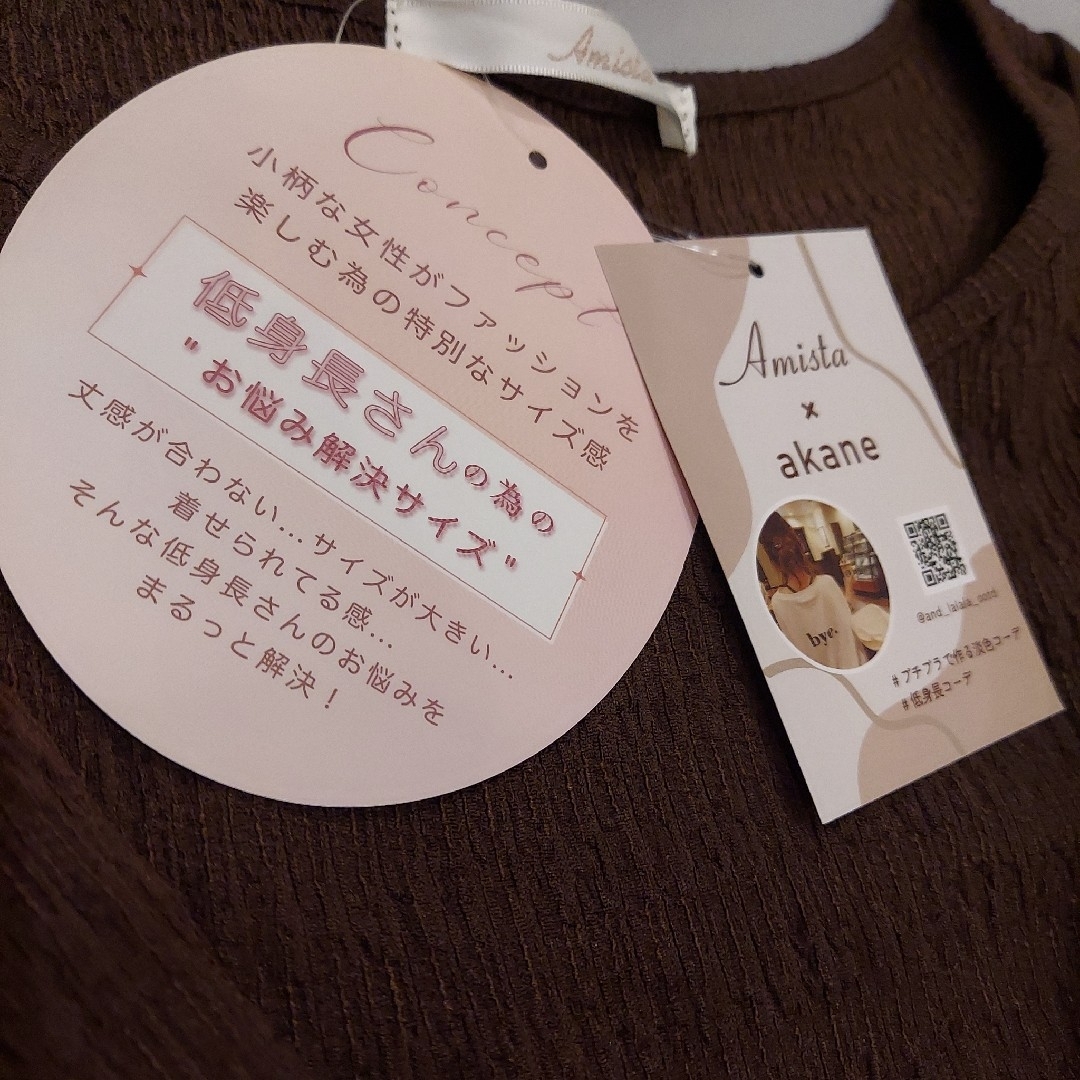 Amista
Concept
小柄な女性がファッションを
楽しむ為の特別なサイズ感
低身長さんの為の
"お悩み解決サイズ"
丈感が合わない...サイズが大きい...
着せられてる感...
そんな低身長さんのお悩みを
まるっと解決！
Amista
×
akane
bye.
#プチプラで作る淡色コーデ
#低身長コーデ